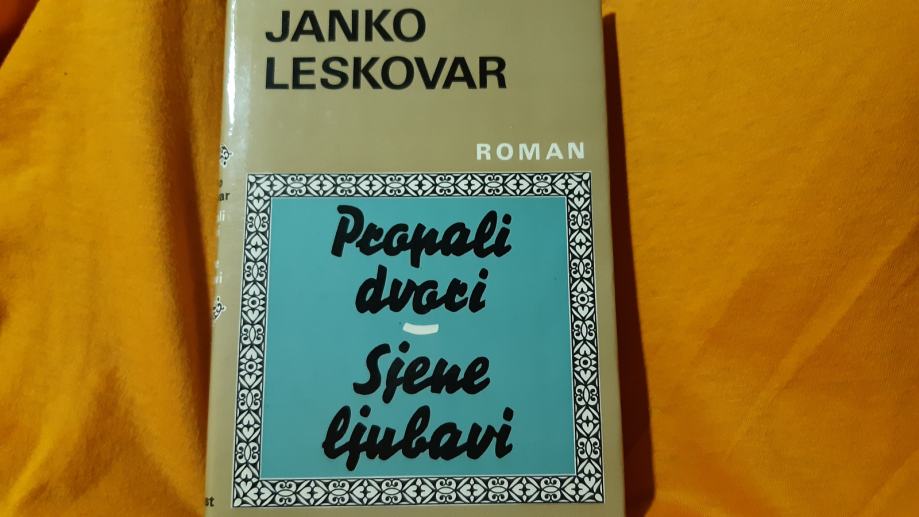 JANKO
LESKOVAR
ROMAN
Propali
dvori
Sjene
ljubavi